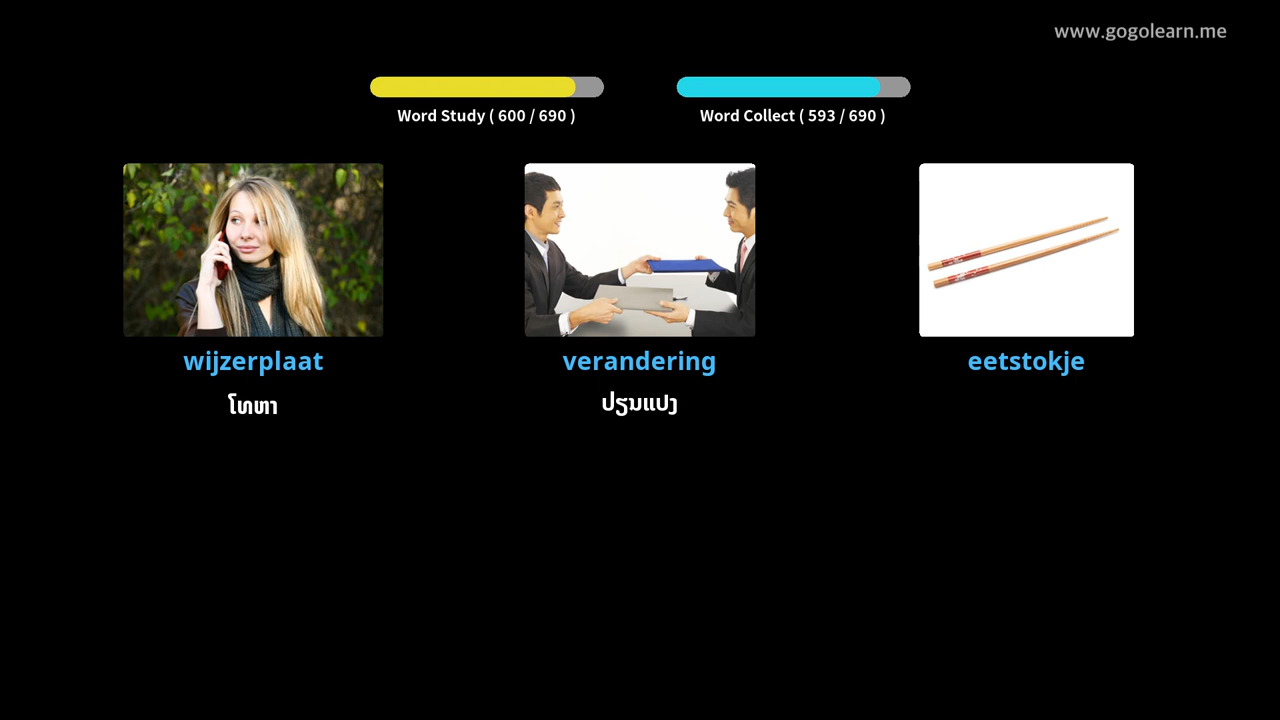 www.gogolearn.me
Word Study ( 600 / 690 )
Word Collect ( 593 / 690 )
wijzerplaat
verandering
eetstokje
ໂທຫາ
ປຽນແປງ